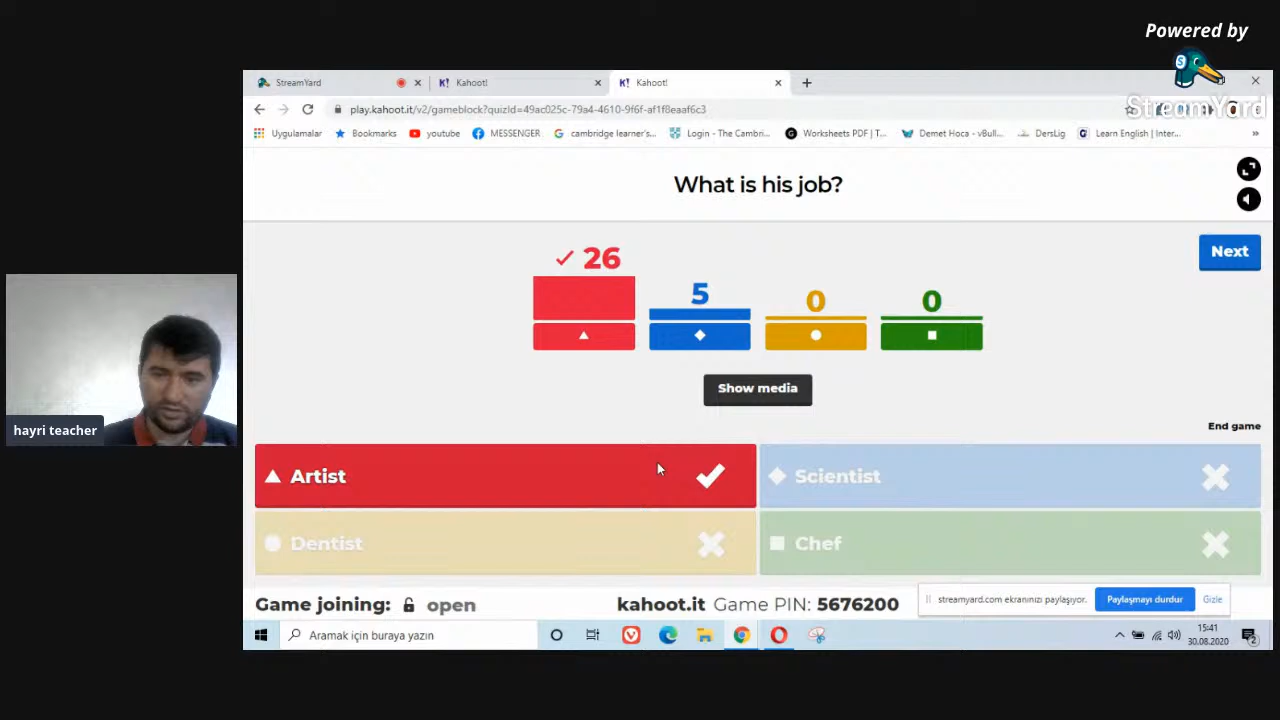 Powered by
StreamYard
StreamYard
Kahoot!
Kahoot!
play.kahoot.it/v2/gameblock?quizId=49ac025c-79a4-4610-9f6f-af1f8eaaf6c3
Uygulamalar
Bookmarks
youtube
MESSENGER
cambridge learner's...
Login - The Cambri...
Worksheets PDF | T...
Demet Hoca - vBull...
DersLig
Learn English | Inter...
What is his job?
Next
26
5
0
0
Show media
End game
hayri teacher
Artist
Scientist
Dentist
Chef
Game joining: open
kahoot.it Game PIN: 5676200
streamyard.com ekranınızı paylaşıyor.
Paylaşmayı durdur
Gizle
Aramak için buraya yazın
15:41
30.08.2020
2